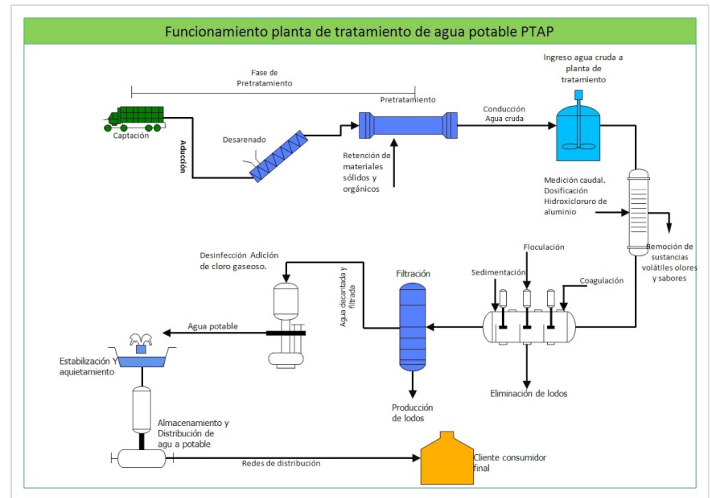 Funcionamiento planta de tratamiento de agua potable PTAP
Ingreso agua cruda a
planta de
tratamiento
Fase de
Pretratamiento
Pretratamiento
Conducción
Agua cruda
Captación
Aducción
Desarenado
Retención de
materiales
sólidos y
orgánicos
Medición caudal.
Dosificación
Hidroxicloruro de
aluminio
Remoción de
sustancias
volátiles olores
y sabores
Floculación
Sedimentación
Coagulación
Desinfección Adición
de cloro gaseoso.
Agua decantada y
filtrada
Filtración
Agua potable
Estabilización Y
aquietamiento
Eliminación de lodos
Producción
de lodos
Almacenamiento y
Distribución de
agu a potable
Redes de distribución
Cliente consumidor
final